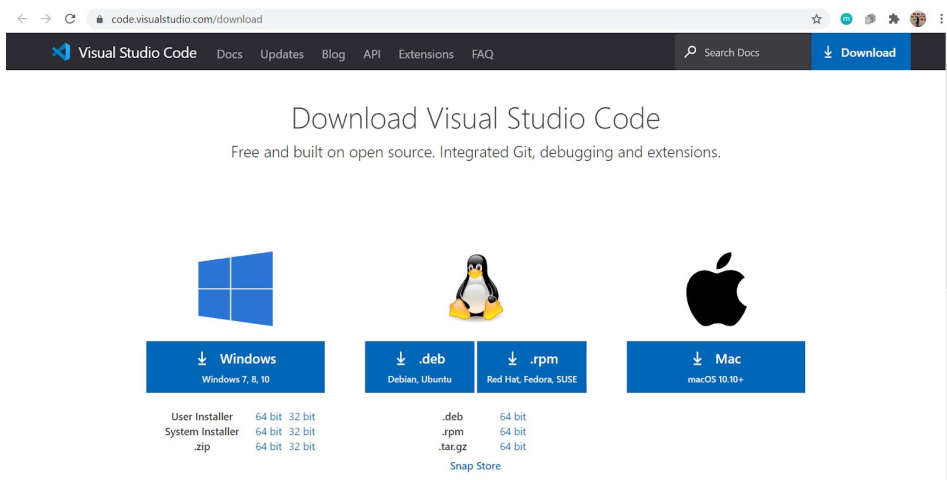 code.visualstudio.com/download
m
Visual Studio Code Docs Updates Blog API Extensions FAQ Search Docs Download
Download Visual Studio Code
Free and built on open source. Integrated Git, debugging and extensions.
Windows
Windows 7, 8, 10
.deb
Debian, Ubuntu
.rpm
Red Hat, Fedora, SUSE
Mac
macOS 10.10+
User Installer 64 bit 32 bit
System Installer 64 bit 32 bit
.zip 64 bit 32 bit
.deb 64 bit
.rpm 64 bit
.tar.gz 64 bit
Snap Store